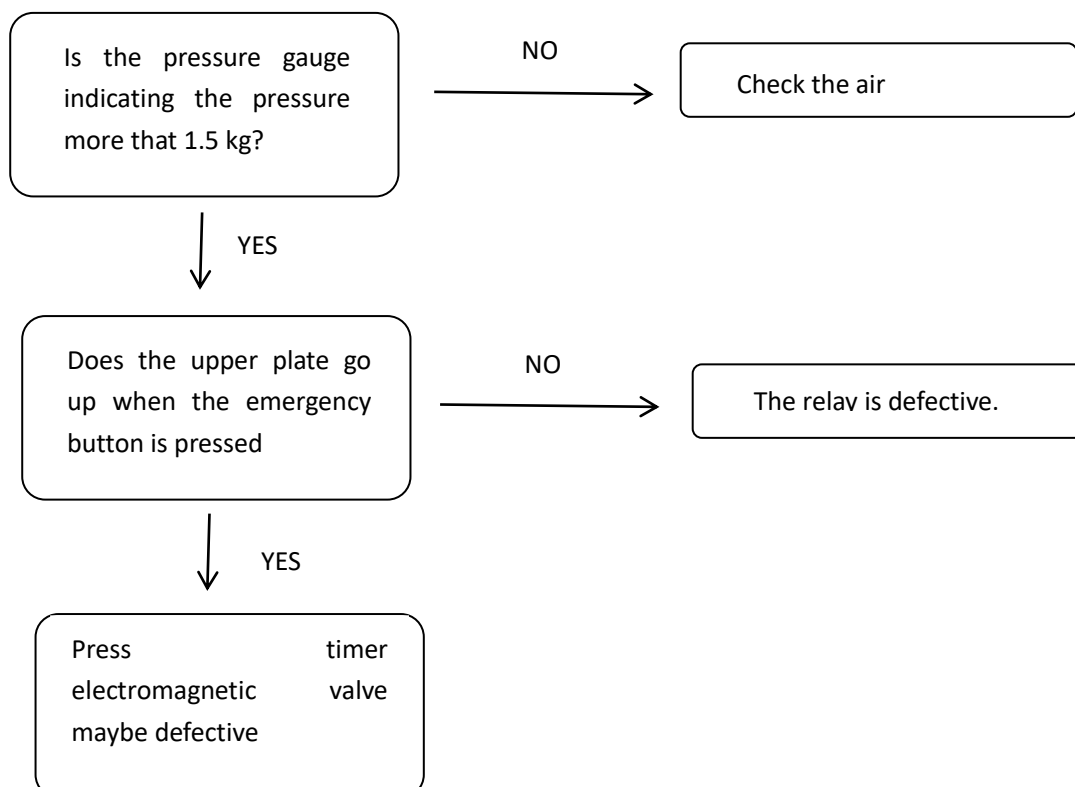 Is the pressure gauge
NO
indicating the pressure
Check the air
more that 1.5 kg?
YES
Does the upper plate go
NO
up when the emergency
The relay is defective.
button is pressed
YES
Press timer
electromagnetic valve
maybe defective